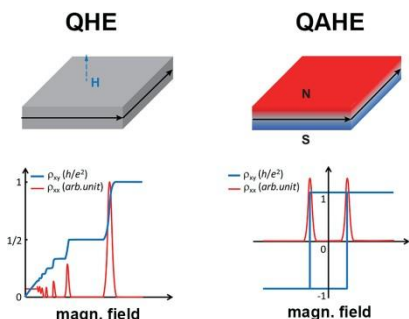 QHE
H
ρxy (h/e²)
ρxx (arb.unit)
1
1/2
0
magn. field
QAHE
N
S
ρxy (h/e²)
ρxx (arb.unit)
1
0
-1
magn. field